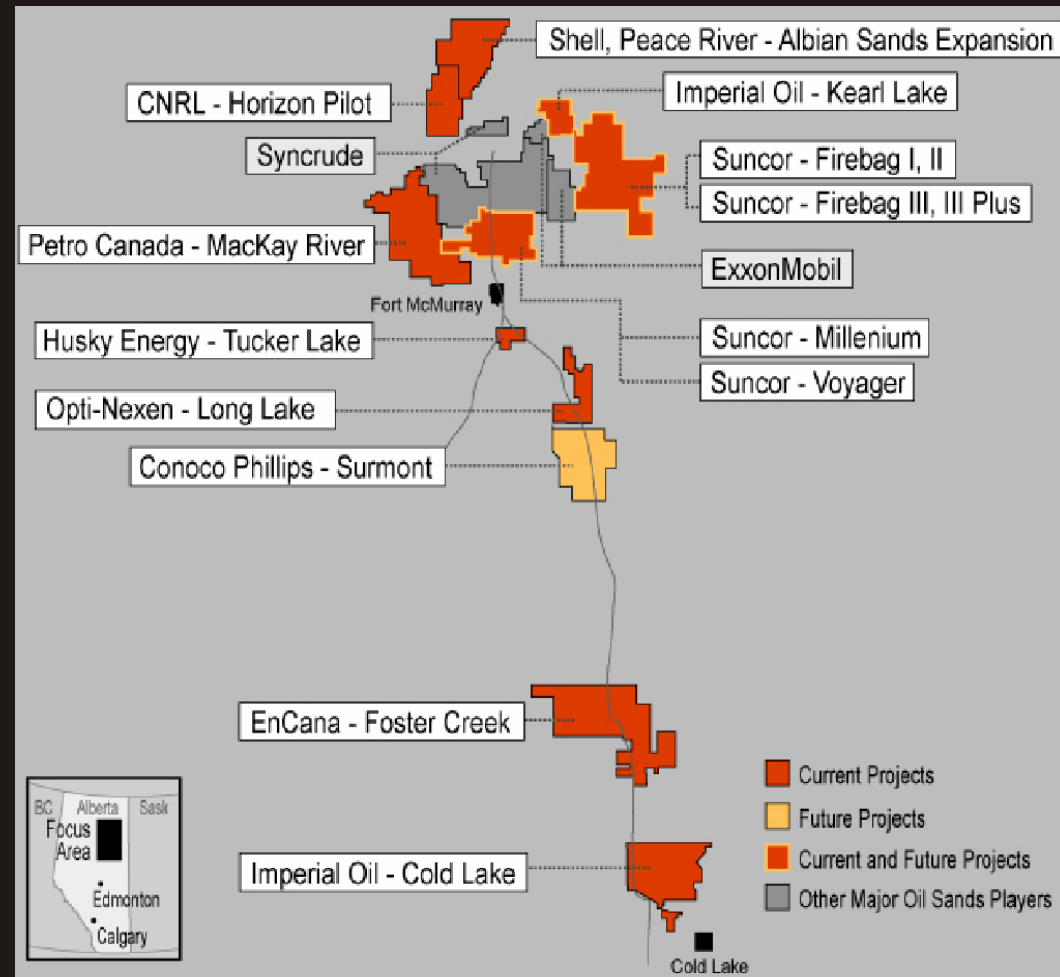 Shell, Peace River - Albian Sands Expansion
CNRL - Horizon Pilot
Imperial Oil - Kearl Lake
Syncrude
Suncor - Firebag I, II
Suncor - Firebag III, III Plus
Petro Canada - MacKay River
ExxonMobil
Fort McMurray
Husky Energy - Tucker Lake
Suncor - Millenium
Suncor - Voyager
Opti-Nexen - Long Lake
Conoco Phillips - Surmont
EnCana - Foster Creek
Current Projects
Future Projects
Current and Future Projects
Other Major Oil Sands Players
BC Alberta Sask
Focus
Area
Edmonton
Calgary
Imperial Oil - Cold Lake
Cold Lake